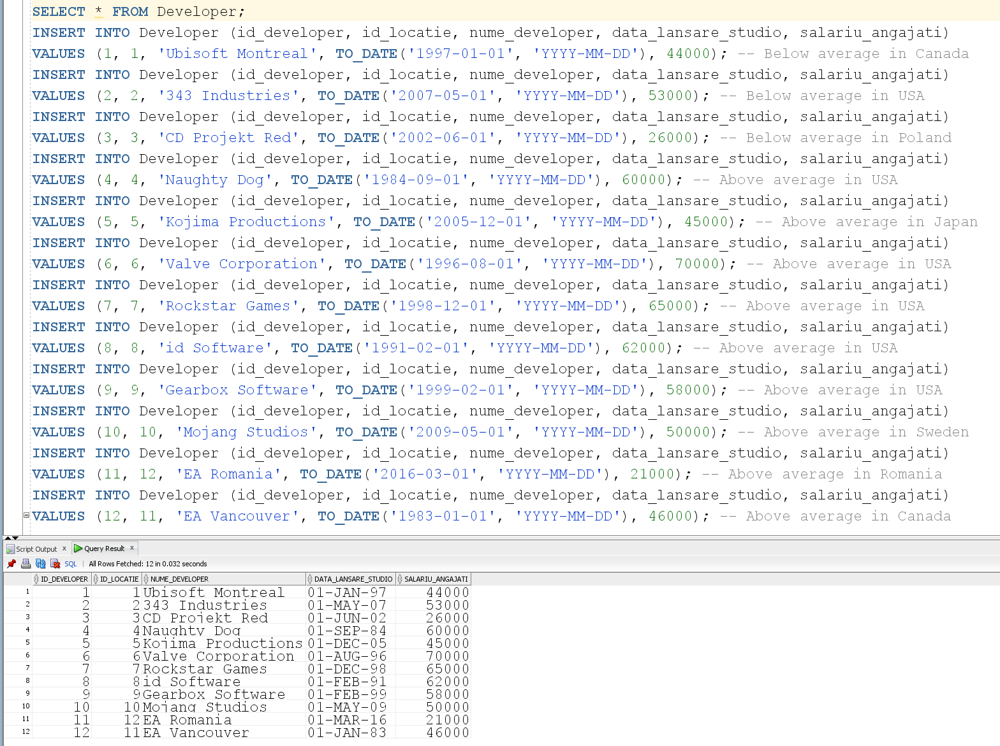 SELECT * FROM Developer;
INSERT INTO Developer (id_developer, id_locatie, nume_developer, data_lansare_studio, salariu_angajati)
VALUES (1, 1, 'Ubisoft Montreal', TO_DATE('1997-01-01', 'YYYY-MM-DD'), 44000); -- Below average in Canada
INSERT INTO Developer (id_developer, id_locatie, nume_developer, data_lansare_studio, salariu_angajati)
VALUES (2, 2, '343 Industries', TO_DATE('2007-05-01', 'YYYY-MM-DD'), 53000); -- Below average in USA
INSERT INTO Developer (id_developer, id_locatie, nume_developer, data_lansare_studio, salariu_angajati)
VALUES (3, 3, 'CD Projekt Red', TO_DATE('2002-06-01', 'YYYY-MM-DD'), 26000); -- Below average in Poland
INSERT INTO Developer (id_developer, id_locatie, nume_developer, data_lansare_studio, salariu_angajati)
VALUES (4, 4, 'Naughty Dog', TO_DATE('1984-09-01', 'YYYY-MM-DD'), 60000); -- Above average in USA
INSERT INTO Developer (id_developer, id_locatie, nume_developer, data_lansare_studio, salariu_angajati)
VALUES (5, 5, 'Kojima Productions', TO_DATE('2005-12-01', 'YYYY-MM-DD'), 45000); -- Above average in Japan
INSERT INTO Developer (id_developer, id_locatie, nume_developer, data_lansare_studio, salariu_angajati)
VALUES (6, 6, 'Valve Corporation', TO_DATE('1996-08-01', 'YYYY-MM-DD'), 70000); -- Above average in USA
INSERT INTO Developer (id_developer, id_locatie, nume_developer, data_lansare_studio, salariu_angajati)
VALUES (7, 7, 'Rockstar Games', TO_DATE('1998-12-01', 'YYYY-MM-DD'), 65000); -- Above average in USA
INSERT INTO Developer (id_developer, id_locatie, nume_developer, data_lansare_studio, salariu_angajati)
VALUES (8, 8, 'id Software', TO_DATE('1991-02-01', 'YYYY-MM-DD'), 62000); -- Above average in USA
INSERT INTO Developer (id_developer, id_locatie, nume_developer, data_lansare_studio, salariu_angajati)
VALUES (9, 9, 'Gearbox Software', TO_DATE('1999-02-01', 'YYYY-MM-DD'), 58000); -- Above average in USA
INSERT INTO Developer (id_developer, id_locatie, nume_developer, data_lansare_studio, salariu_angajati)
VALUES (10, 10, 'Mojang Studios', TO_DATE('2009-05-01', 'YYYY-MM-DD'), 50000); -- Above average in Sweden
INSERT INTO Developer (id_developer, id_locatie, nume_developer, data_lansare_studio, salariu_angajati)
VALUES (11, 12, 'EA Romania', TO_DATE('2016-03-01', 'YYYY-MM-DD'), 21000); -- Above average in Romania
INSERT INTO Developer (id_developer, id_locatie, nume_developer, data_lansare_studio, salariu_angajati)
VALUES (12, 11, 'EA Vancouver', TO_DATE('1983-01-01', 'YYYY-MM-DD'), 46000); -- Above average in Canada
Script Output x Query Result x
SQL | All Rows Fetched: 12 in 0.032 seconds
ID_DEVELOPER ID_LOCATIE NUME_DEVELOPER DATA_LANSARE_STUDIO SALARIU_ANGAJATI
1 1 1 Ubisoft Montreal 01-JAN-97 44000
2 2 2 343 Industries 01-MAY-07 53000
3 3 3 CD Projekt Red 01-JUN-02 26000
4 4 4 Naughty Dog 01-SEP-84 60000
5 5 5 Kojima Productions 01-DEC-05 45000
6 6 6 Valve Corporation 01-AUG-96 70000
7 7 7 Rockstar Games 01-DEC-98 65000
8 8 8 id Software 01-FEB-91 62000
9 9 9 Gearbox Software 01-FEB-99 58000
10 10 10 Mojang Studios 01-MAY-09 50000
11 11 12 EA Romania 01-MAR-16 21000
12 12 11 EA Vancouver 01-JAN-83 46000